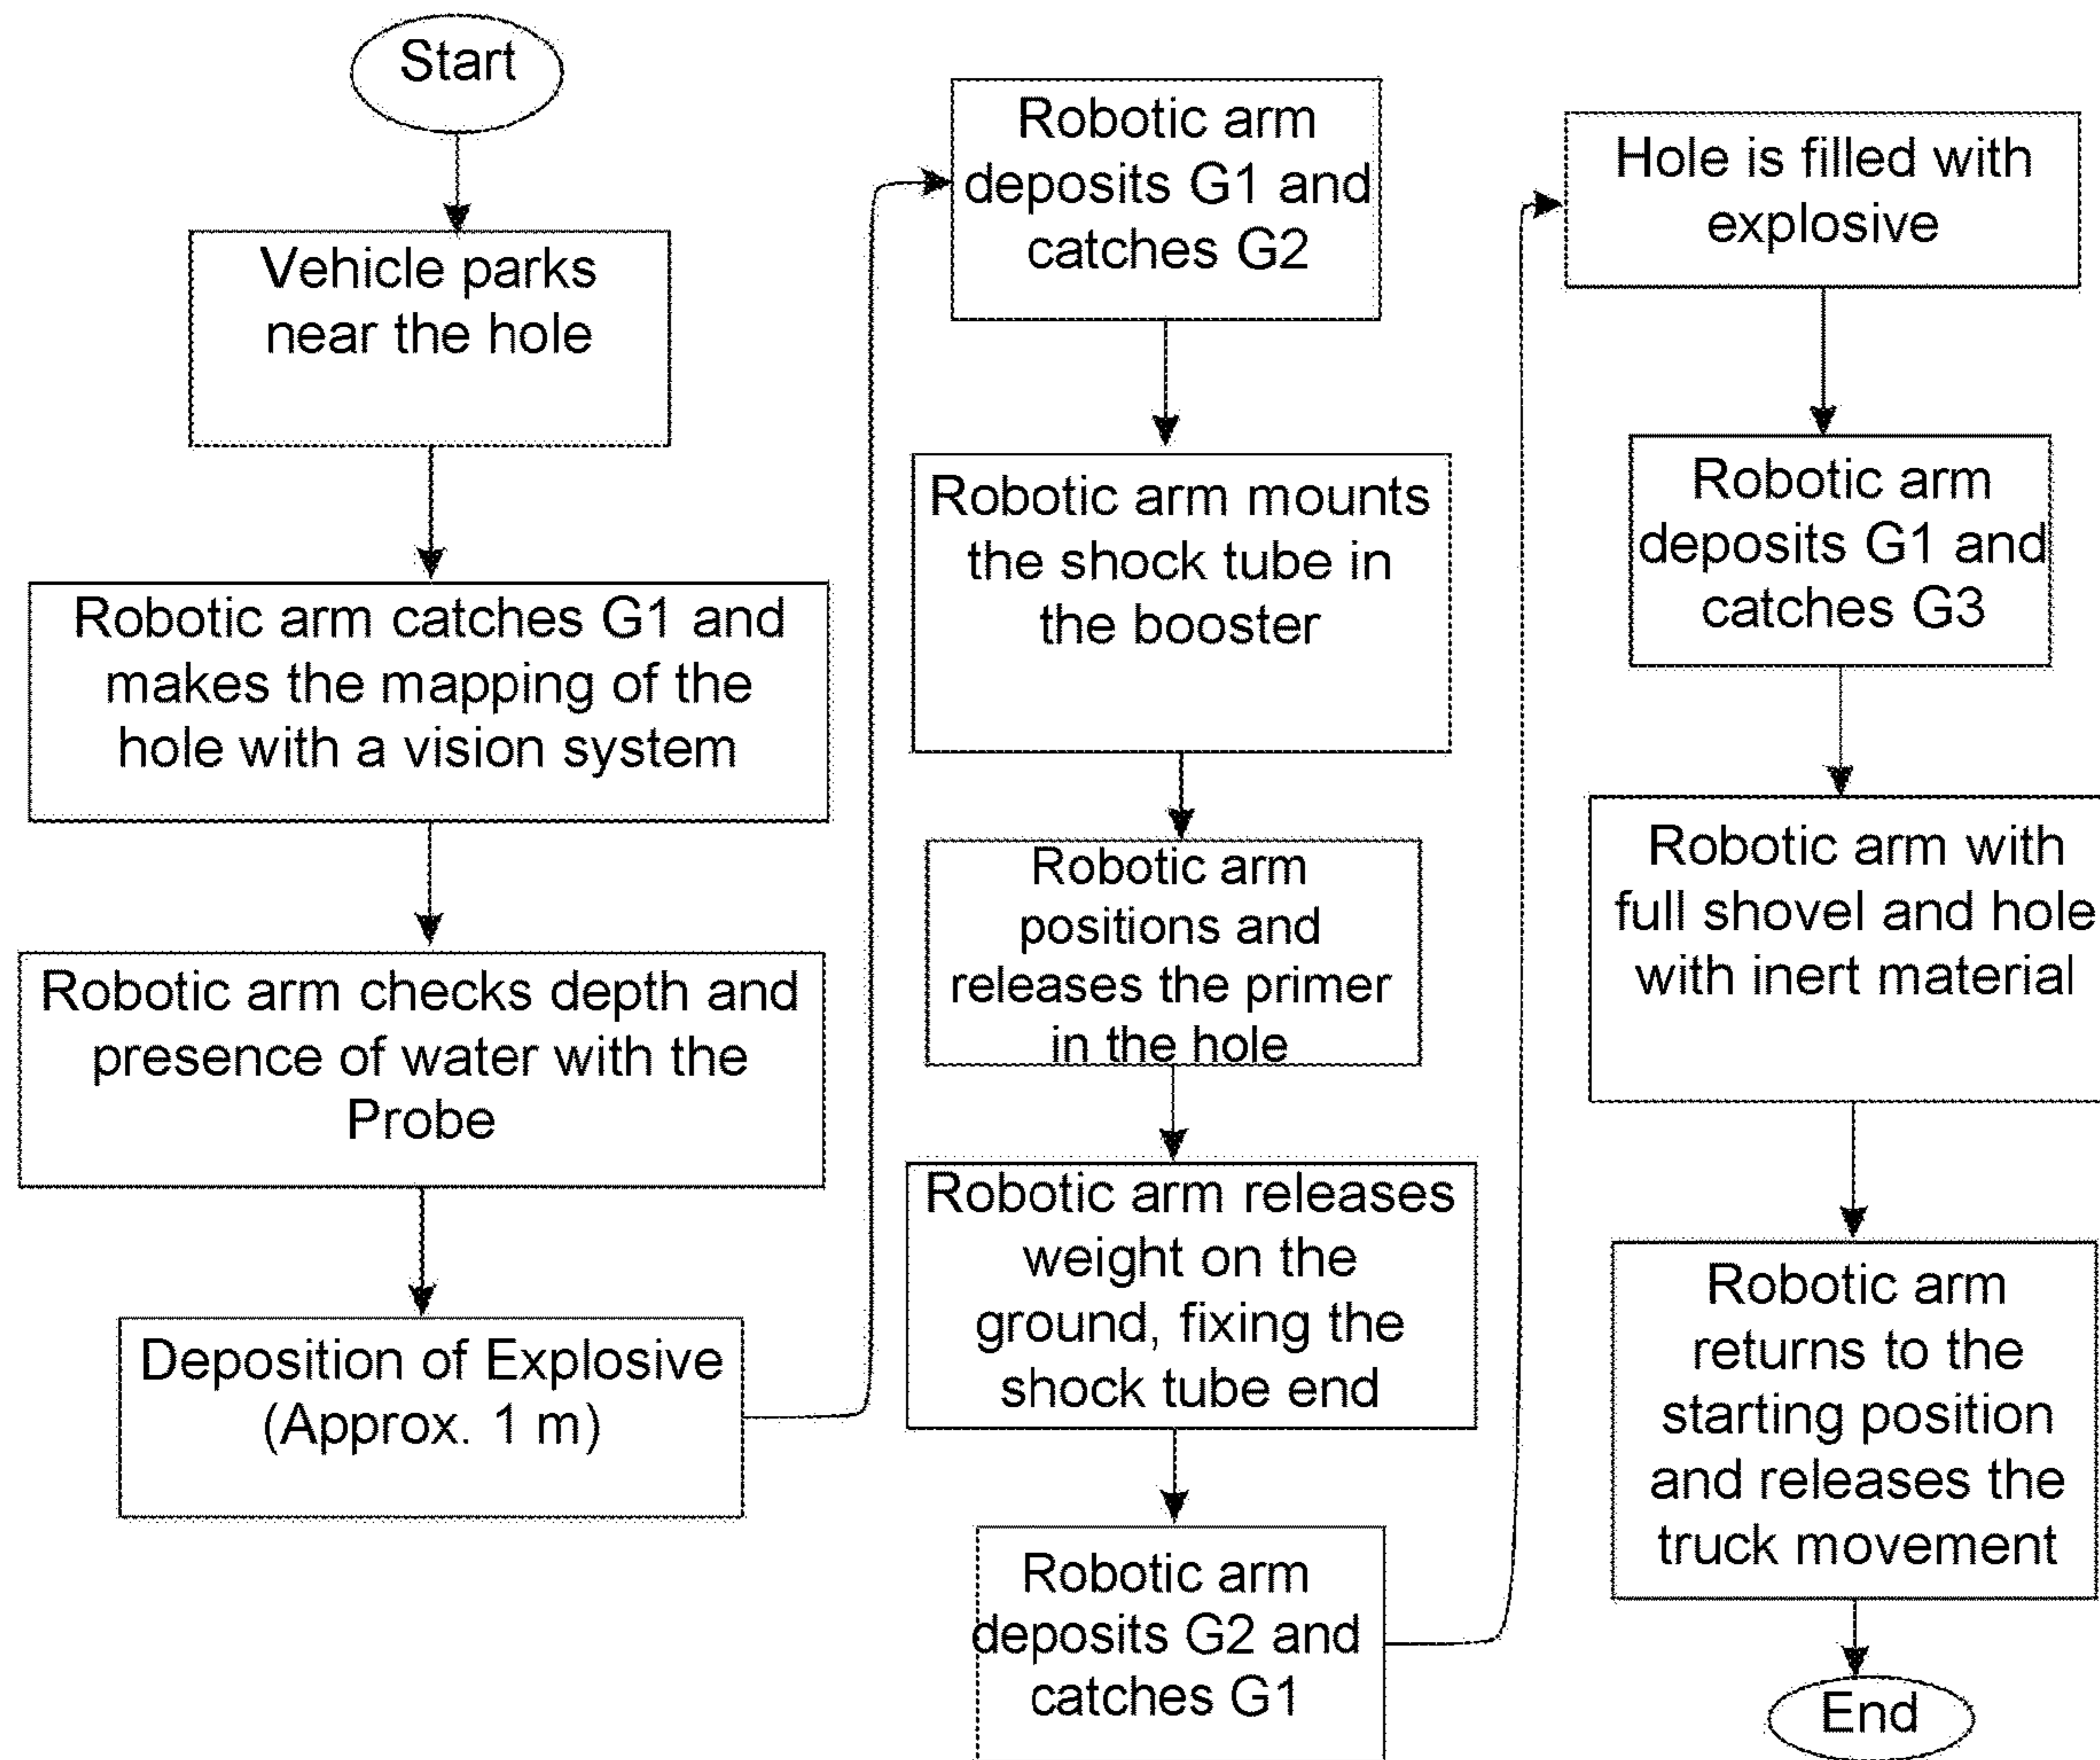 Start
Vehicle parks
near the hole
Robotic arm catches G1 and
makes the mapping of the
hole with a vision system
Robotic arm checks depth and
presence of water with the
Probe
Deposition of Explosive
(Approx. 1 m)
Robotic arm
deposits G1 and
catches G2
Robotic arm mounts
the shock tube in
the booster
Robotic arm
positions and
releases the primer
in the hole
Robotic arm releases
weight on the
ground, fixing the
shock tube end
Robotic arm
deposits G2 and
catches G1
Hole is filled with
explosive
Robotic arm
deposits G1 and
catches G3
Robotic arm with
full shovel and hole
with inert material
Robotic arm
returns to the
starting position
and releases the
truck movement
End